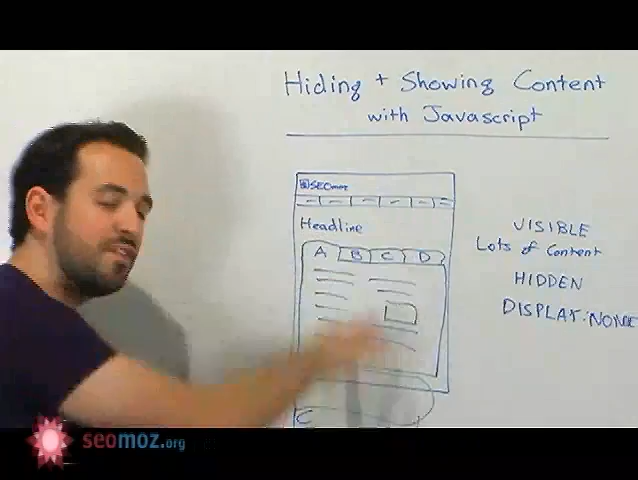 Hiding + Showing Content
with Javascript
SEOmoz
Headline
A B C D
VISIBLE
Lots of Content
HIDDEN
DISPLAY:NONE
C
seomoz.org